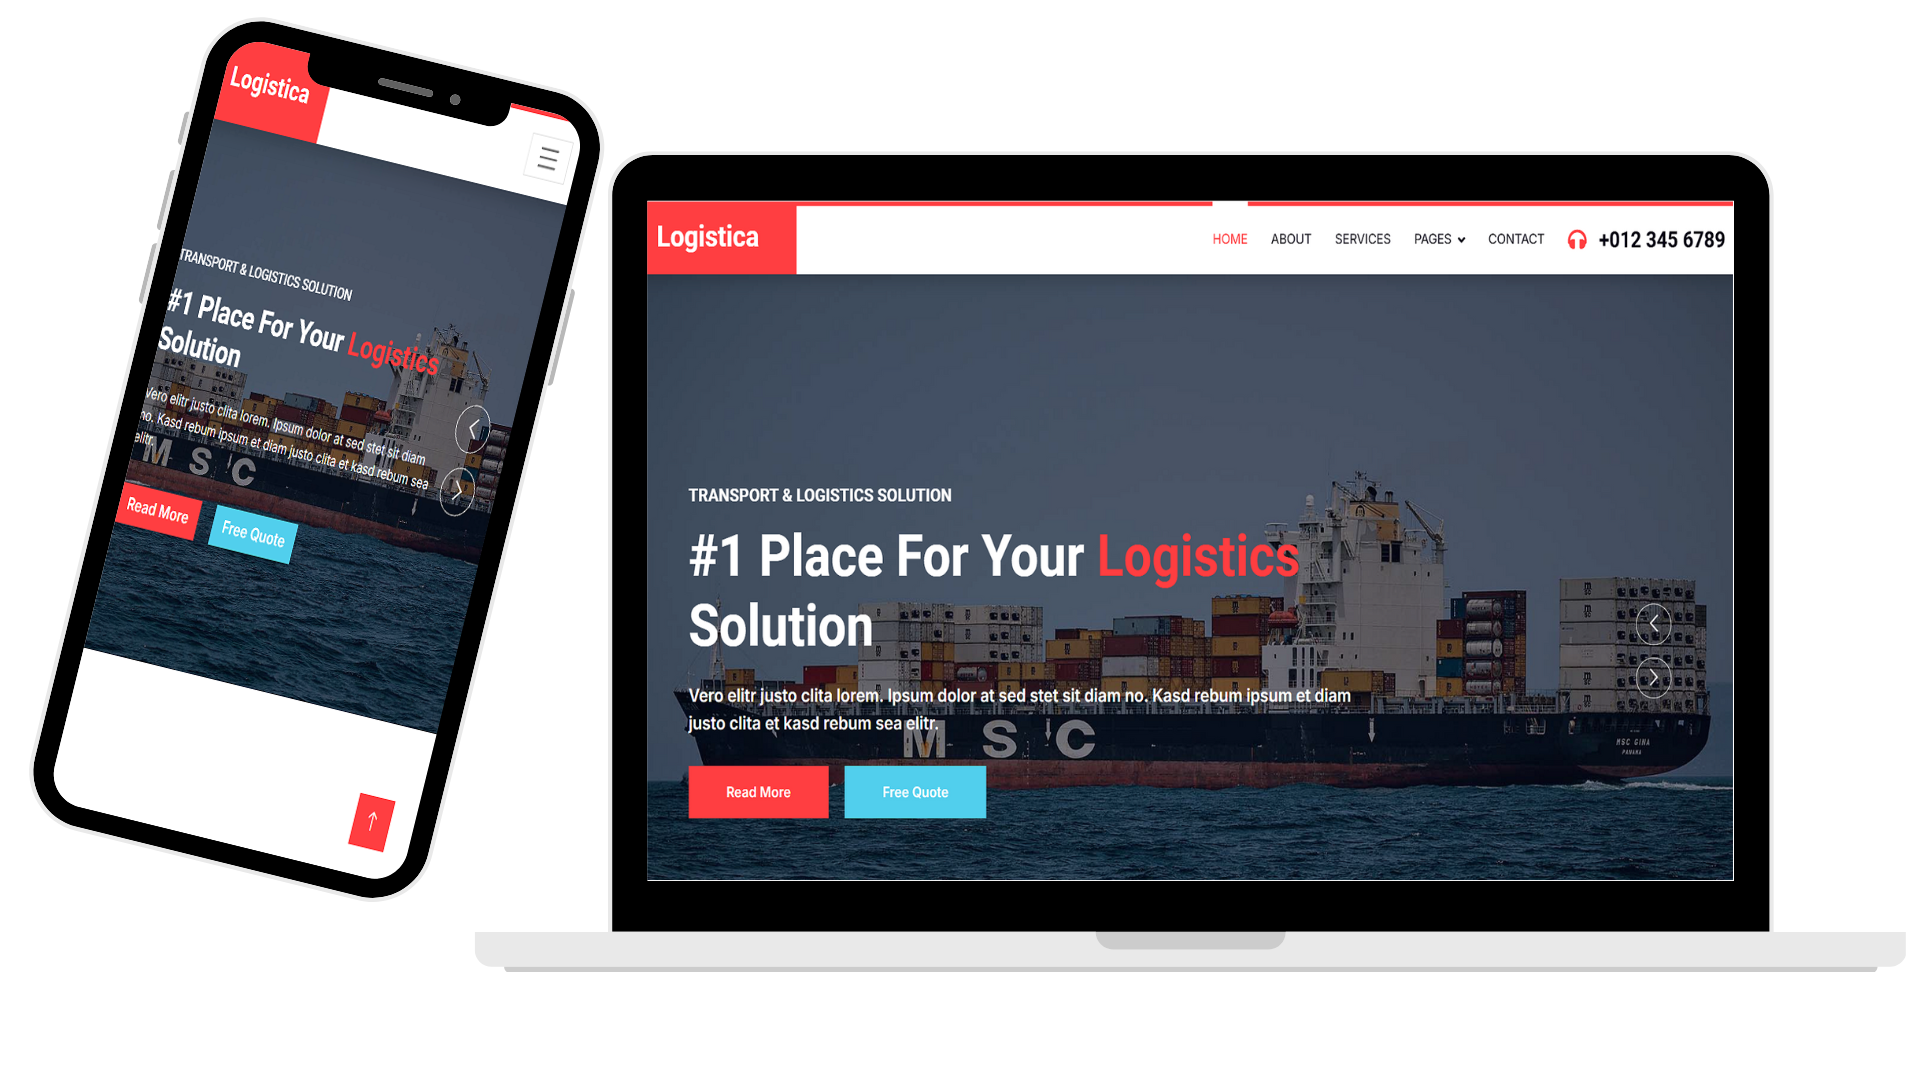 Logistica
TRANSPORT & LOGISTICS SOLUTION
#1 Place For Your Logistics
Solution
Vero elitr justo clita lorem. Ipsum dolor at sed stet sit diam
no. Kasd rebum ipsum et diam justo clita et kasd rebum sea
elitr.
M S C
Read More
Free Quote
Logistica
HOME
ABOUT
SERVICES
PAGES
CONTACT
+012 345 6789
TRANSPORT & LOGISTICS SOLUTION
#1 Place For Your Logistics
Solution
Vero elitr justo clita lorem. Ipsum dolor at sed stet sit diam no. Kasd rebum ipsum et diam
justo clita et kasd rebum sea elitr.
M S C
MSC GINA
PANAMA
Read More
Free Quote